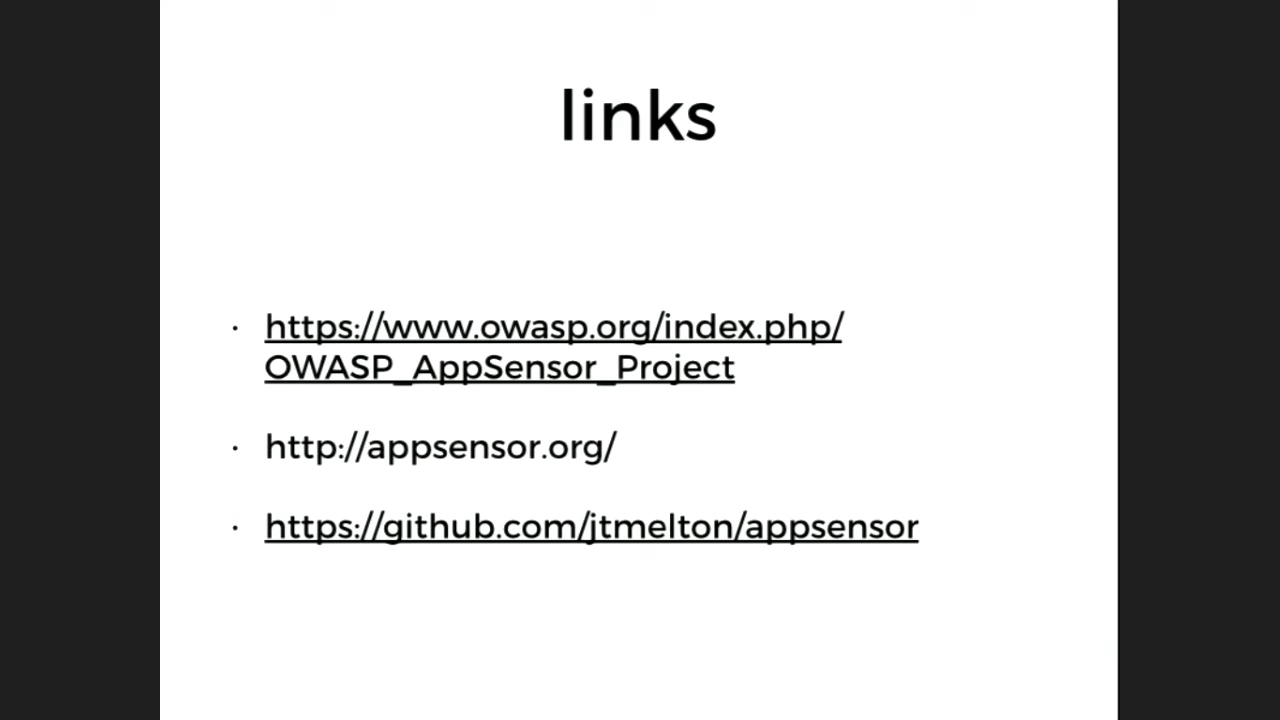 links
· https://www.owasp.org/index.php/
OWASP_AppSensor_Project
· http://appsensor.org/
· https://github.com/jtmelton/appsensor